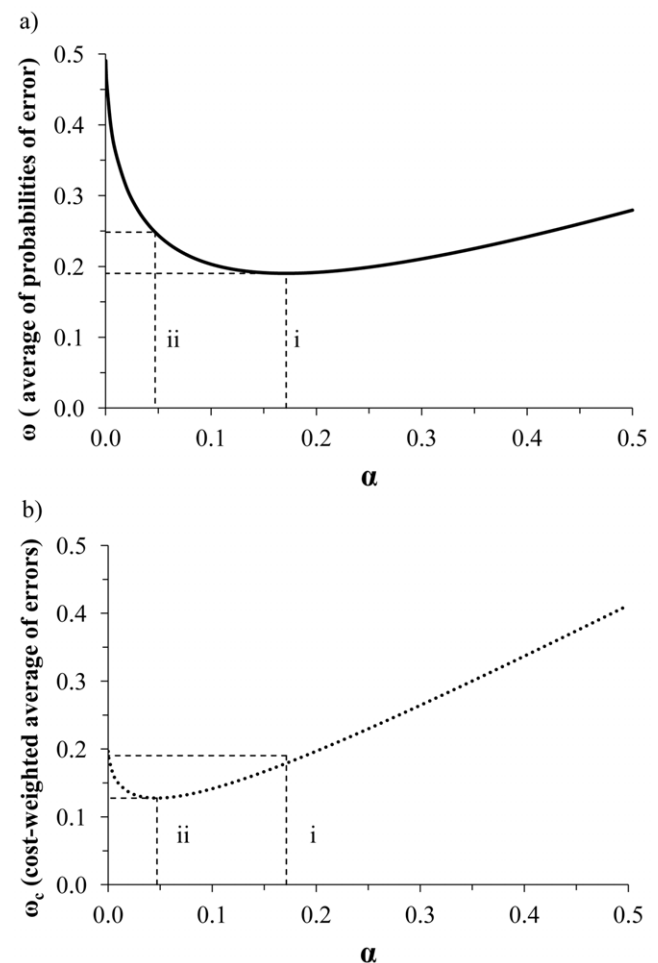 a)
ω ( average of probabilities of error)
0.5
0.4
0.3
0.2
0.1
0.0
ii
i
0.0 0.1 0.2 0.3 0.4 0.5
α
b)
ω_c (cost-weighted average of errors)
0.5
0.4
0.3
0.2
0.1
0.0
ii
i
0.0 0.1 0.2 0.3 0.4 0.5
α